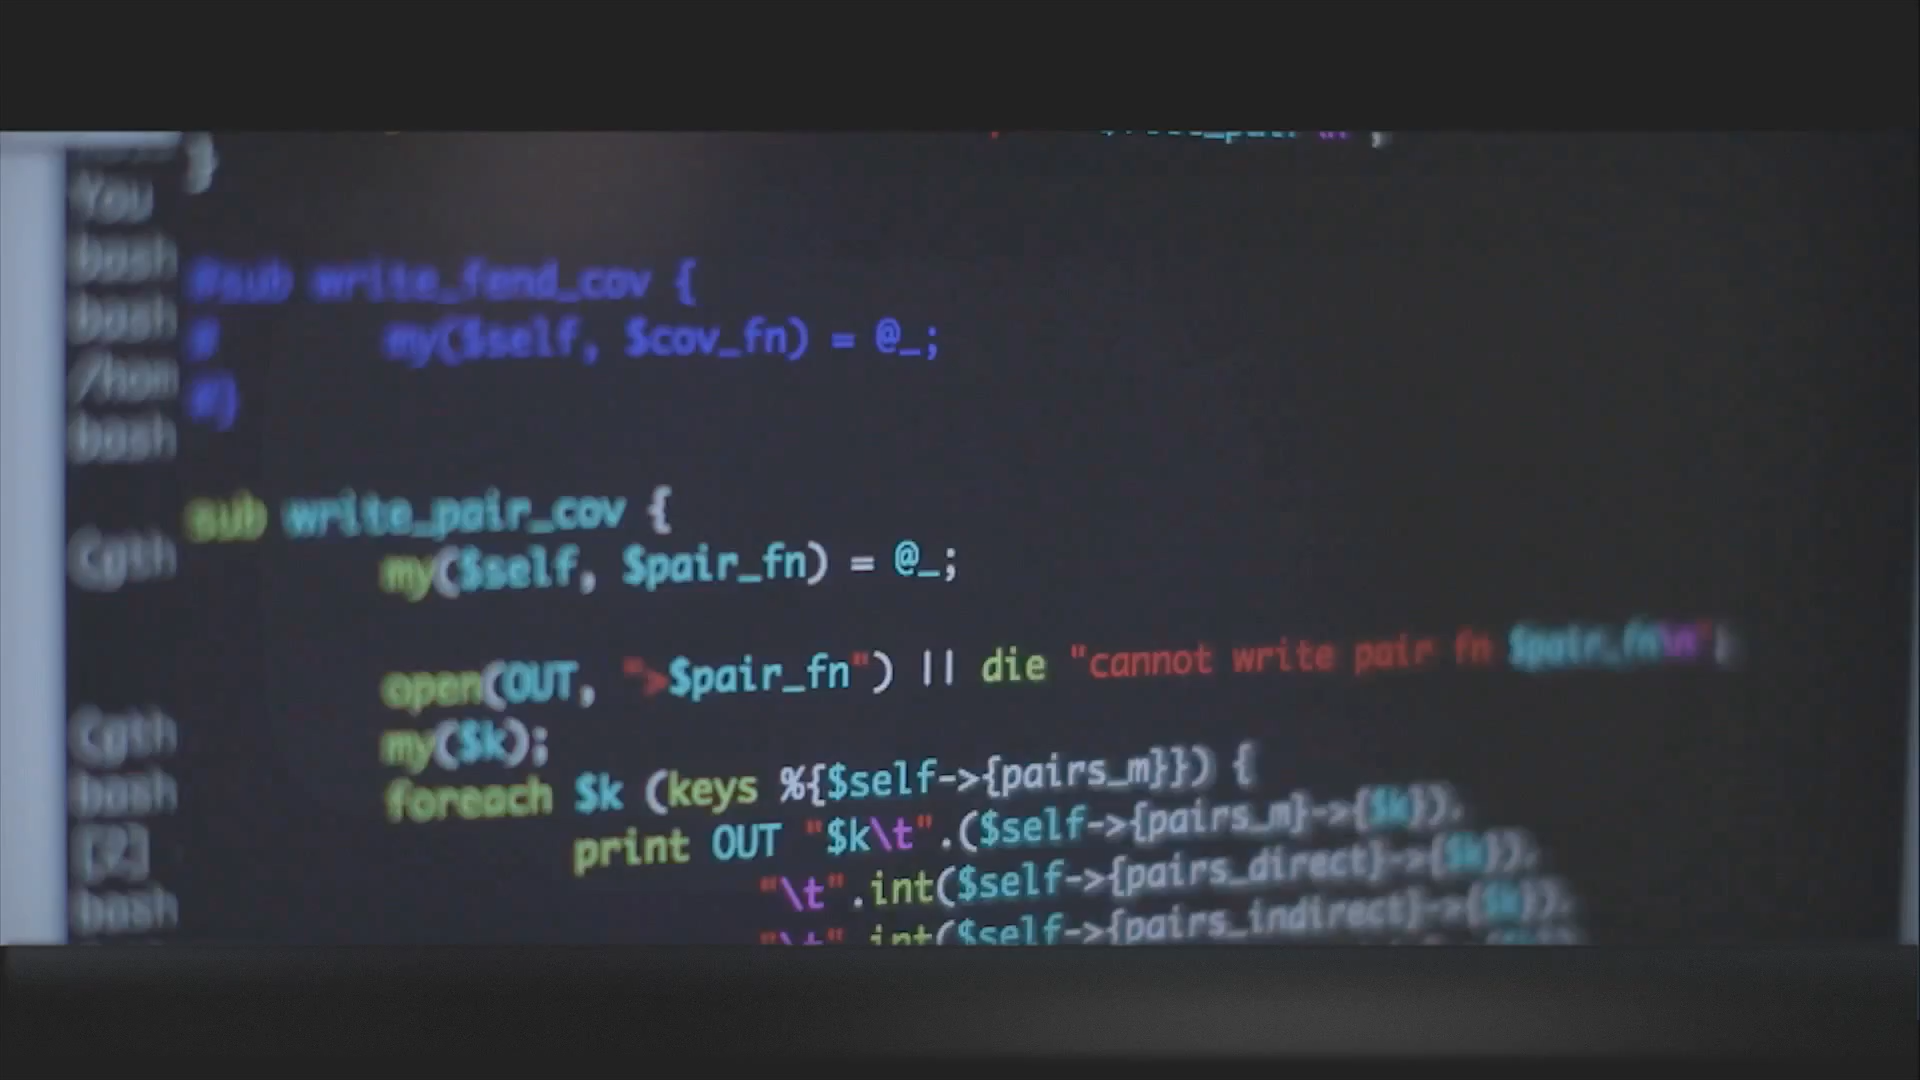 }
You
bash
#sub write_fend_cov {
bash
#       my($self, $cov_fn) = @_;
/hom
#}
bash
sub write_pair_cov {
Cgth
my($self, $pair_fn) = @_;
open(OUT, ">$pair_fn") || die "cannot write pair fn $pair_fn\n";
Cgth
my($k);
bash
foreach $k (keys %{$self->{pairs_m}}) {
[2]
print OUT "$k\t".($self->{pairs_m}->{$k}).
bash
"\t".int($self->{pairs_direct}->{$k}).
"\t".int($self->{pairs_indirect}->{$k}).